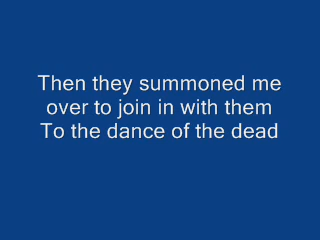 Then they summoned me
over to join in with them
To the dance of the dead